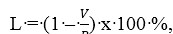 L = (1 – V/P) x 100 %,